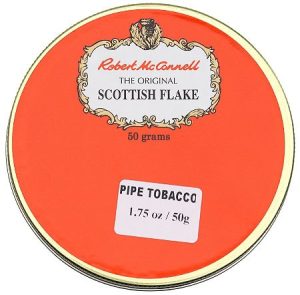 Robert McConnell
THE ORIGINAL
SCOTTISH FLAKE
50 grams
PIPE TOBACCO
1.75 oz / 50g